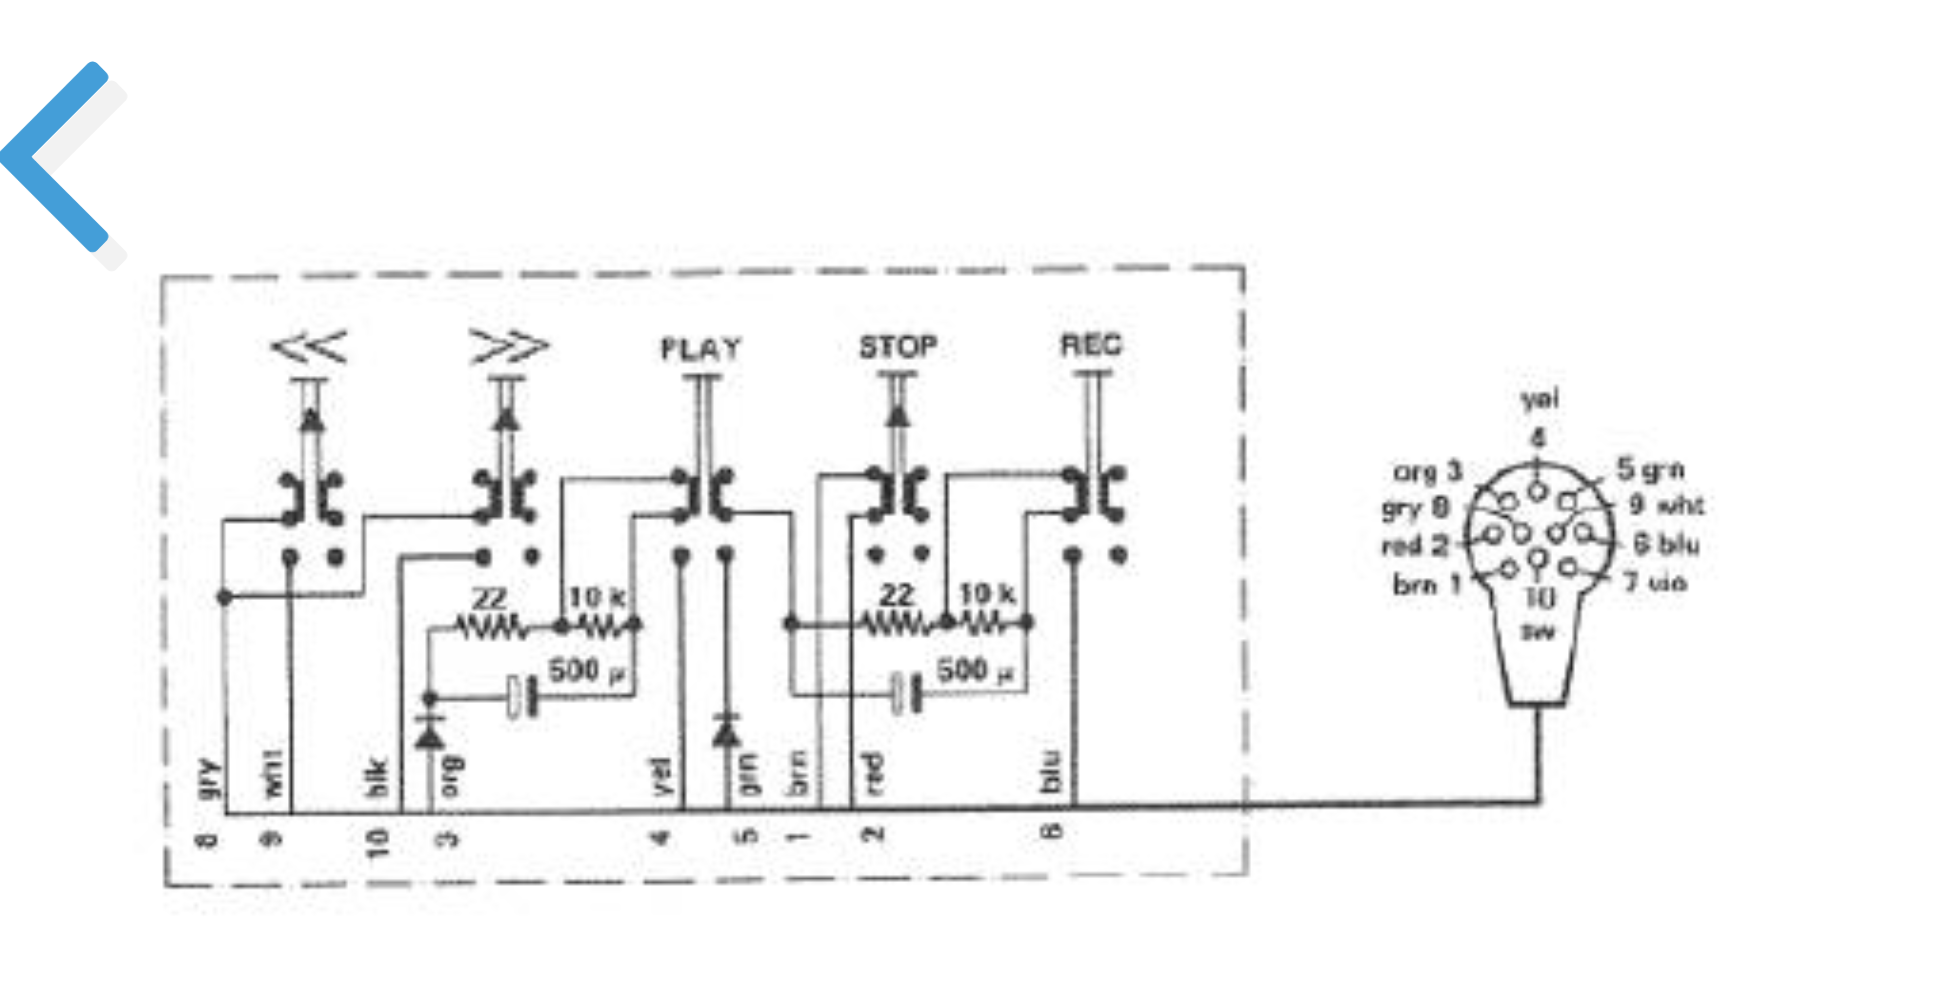 << >> PLAY STOP REC
22 10 k 22 10 k
500 µ 500 µ
gry wht blk org yel grn brn red blu
8 9 10 3 4 5 1 2 6
yel
4
org 3 5 grn
gry 8 9 wht
red 2 6 blu
brn 1 7 vio
10
sw